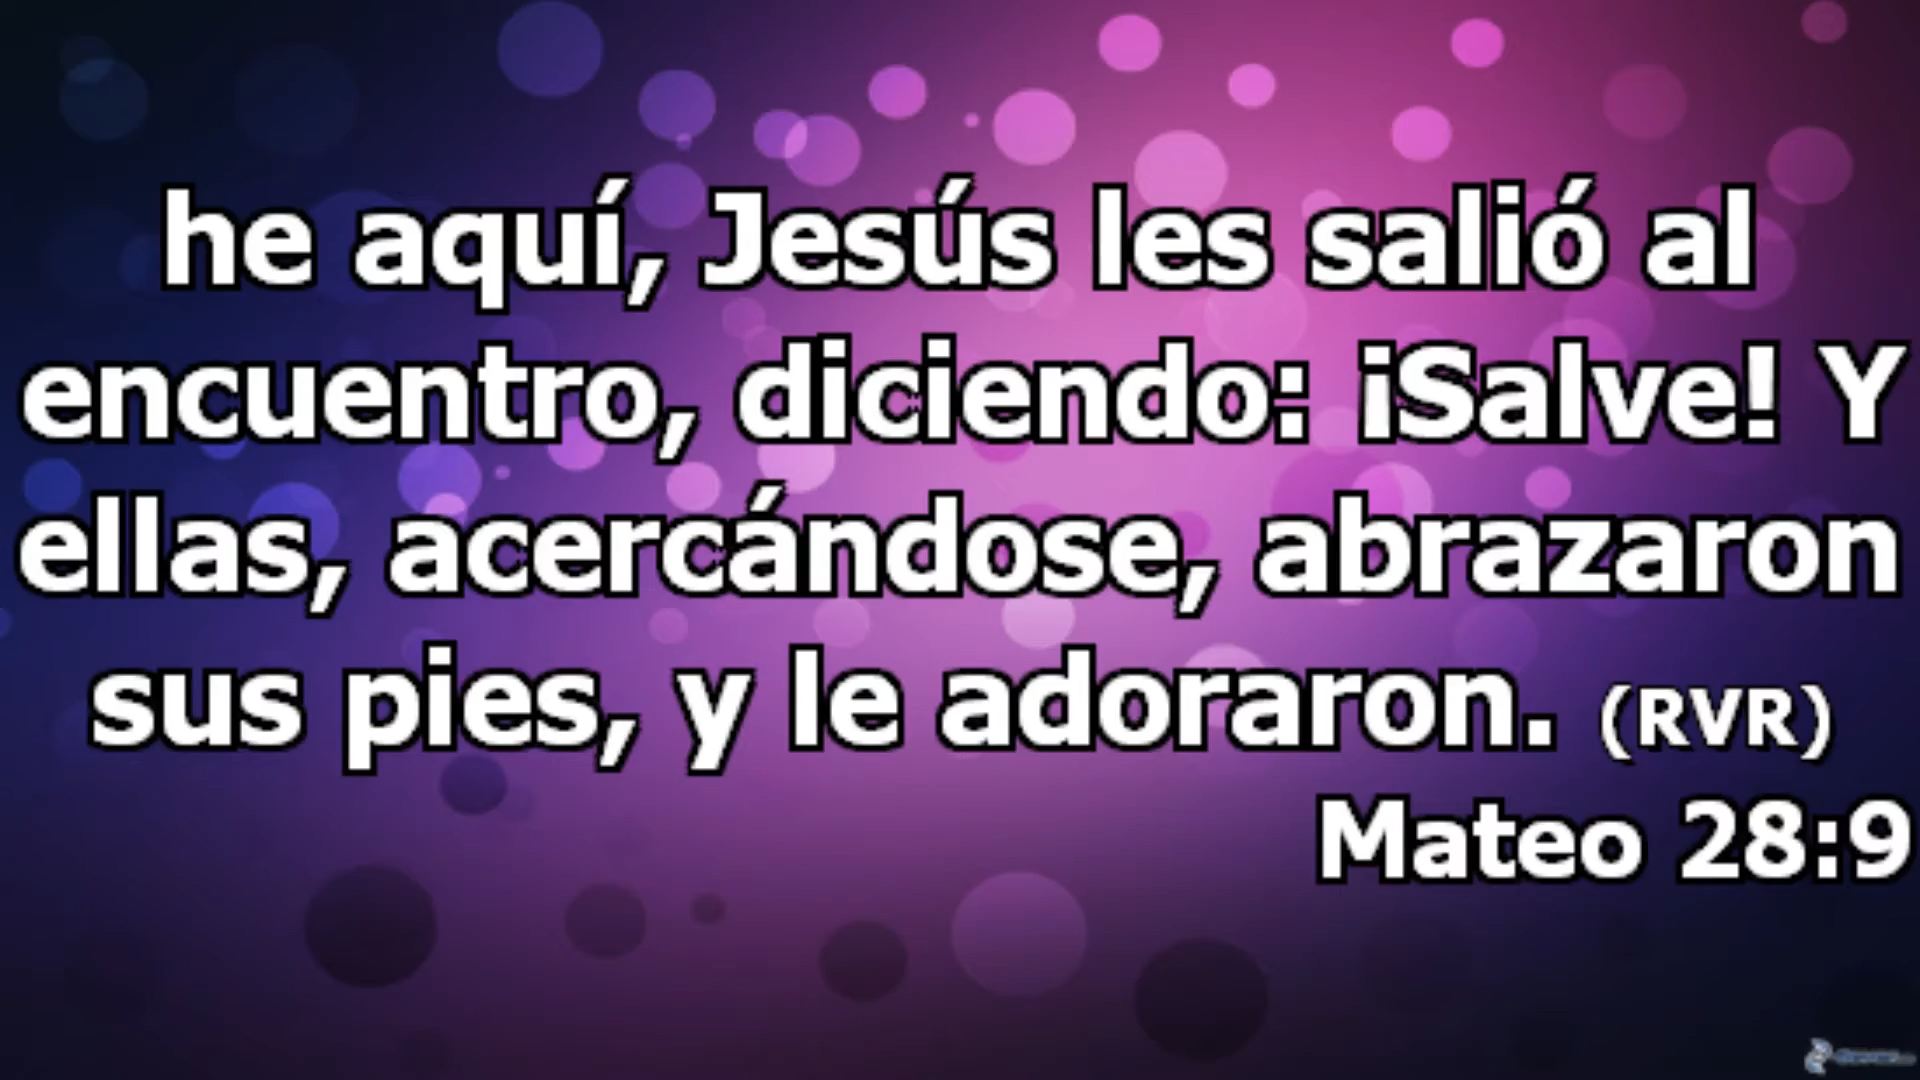 he aquí, Jesús les salió al
encuentro, diciendo: ¡Salve! Y
ellas, acercándose, abrazaron
sus pies, y le adoraron. (RVR)
Mateo 28:9